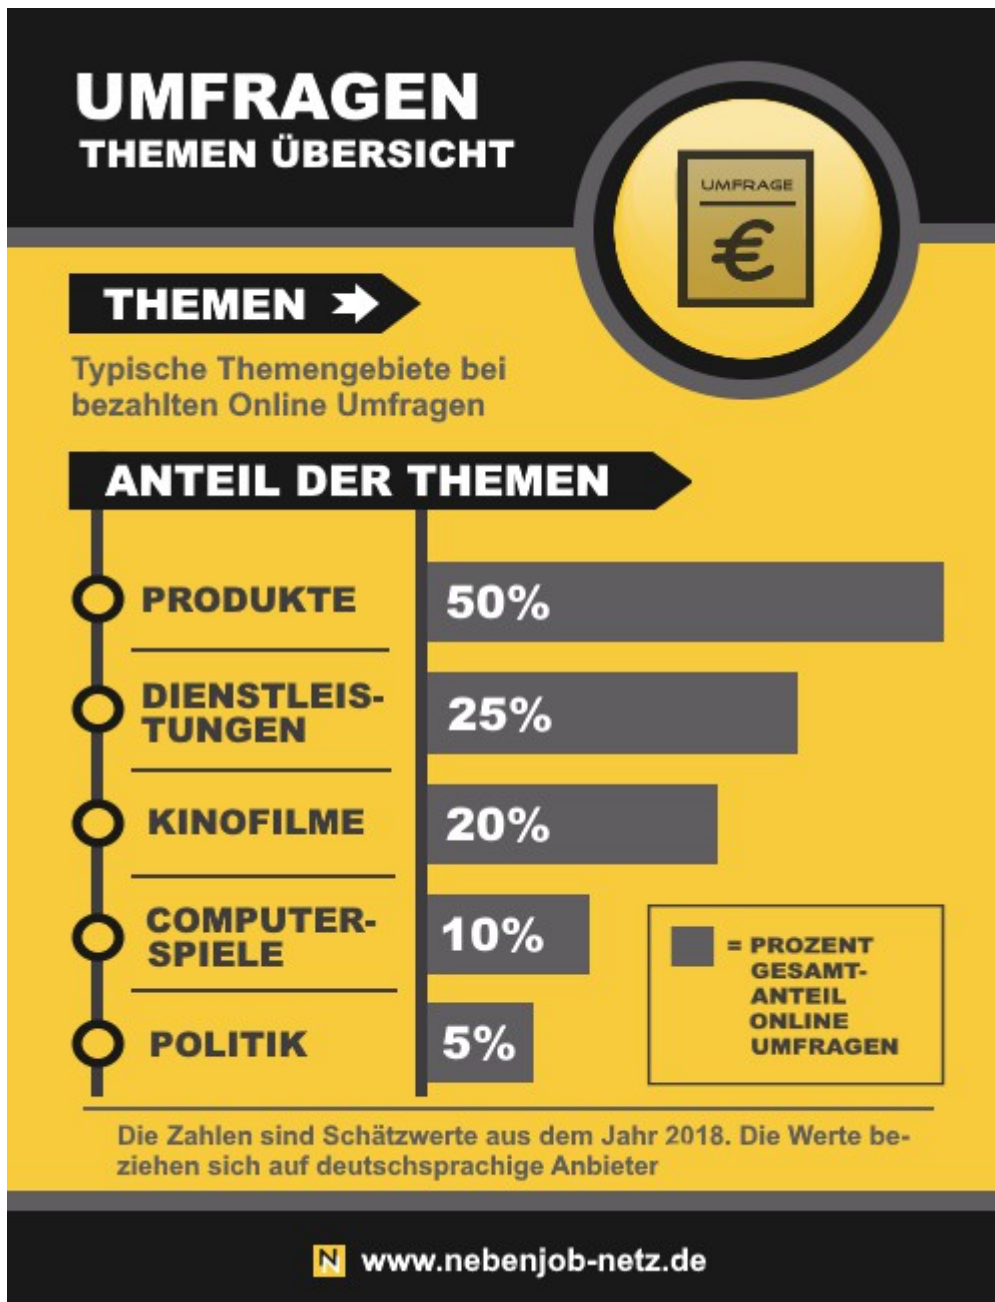 UMFRAGEN
THEMEN ÜBERSICHT
UMFRAGE
€
THEMEN
Typische Themengebiete bei
bezahlten Online Umfragen
ANTEIL DER THEMEN
PRODUKTE
50%
DIENSTLEIS-
TUNGEN
25%
KINOFILME
20%
COMPUTER-
SPIELE
10%
= PROZENT
GESAMT-
ANTEIL
ONLINE
UMFRAGEN
POLITIK
5%
Die Zahlen sind Schätzwerte aus dem Jahr 2018. Die Werte be-
ziehen sich auf deutschsprachige Anbieter
N www.nebenjob-netz.de